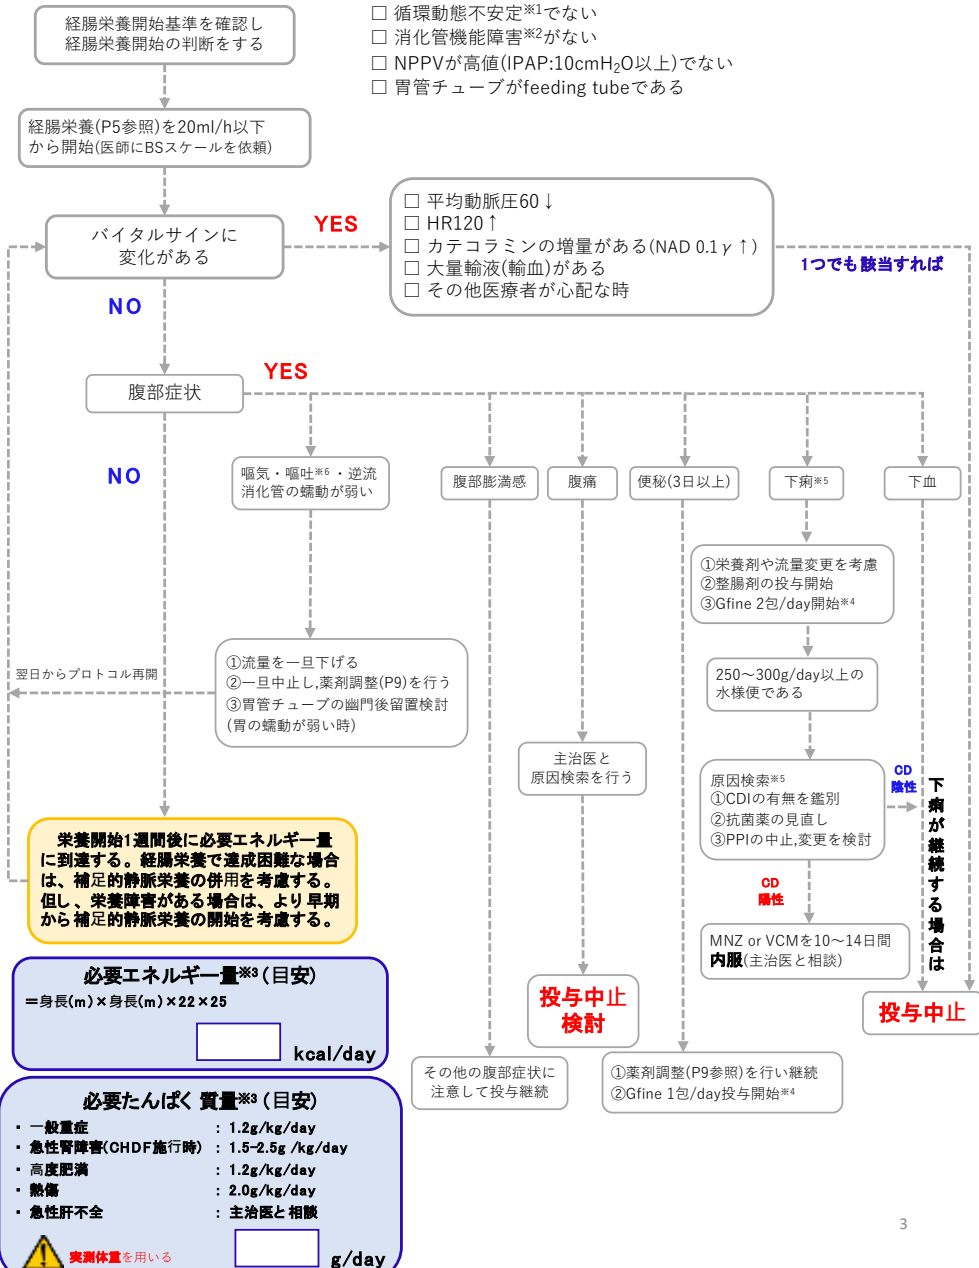 経腸栄養開始基準を確認し
経腸栄養開始の判断をする
□ 循環動態不安定※1でない
□ 消化管機能障害※2がない
□ NPPVが高値(IPAP:10cmH₂O以上)でない
□ 胃管チューブがfeeding tubeである
経腸栄養(P5参照)を20ml/h以下
から開始(医師にBSスケールを依頼)
バイタルサインに
変化がある
YES
□ 平均動脈圧60↓
□ HR120↑
□ カテコラミンの増量がある(NAD 0.1γ↑)
□ 大量輸液(輸血)がある
□ その他医療者が心配な時
1つでも該当すれば
NO
腹部症状
YES
NO
嘔気・嘔吐※6・逆流
消化管の蠕動が弱い
腹部膨満感
腹痛
便秘(3日以上)
下痢※5
下血
①栄養剤や流量変更を考慮
②整腸剤の投与開始
③Gfine 2包/day開始※4
翌日からプロトコル再開
①流量を一旦下げる
②一旦中止し,薬剤調整(P9)を行う
③胃管チューブの幽門後留置検討
(胃の蠕動が弱い時)
250～300g/day以上の
水様便である
主治医と
原因検索を行う
原因検索※5
①CDIの有無を鑑別
②抗菌薬の見直し
③PPIの中止,変更を検討
CD
陰性
下痢が継続する場合は
CD
陽性
MNZ or VCMを10～14日間
内服(主治医と相談)
栄養開始1週間後に必要エネルギー量
に到達する。経腸栄養で達成困難な場合
は、補足的静脈栄養の併用を考慮する。
但し、栄養障害がある場合は、より早期
から補足的静脈栄養の開始を考慮する。
投与中止
検討
投与中止
その他の腹部症状に
注意して投与継続
①薬剤調整(P9参照)を行い継続
②Gfine 1包/day投与開始※4
必要エネルギー量※3(目安)
＝身長(m)×身長(m)×22×25
kcal/day
必要たんぱく質量※3(目安)
・ 一般重症 : 1.2g/kg/day
・ 急性腎障害(CHDF施行時) : 1.5-2.5g /kg/day
・ 高度肥満 : 1.2g/kg/day
・ 熱傷 : 2.0g/kg/day
・ 急性肝不全 : 主治医と相談
実測体重を用いる
g/day
3